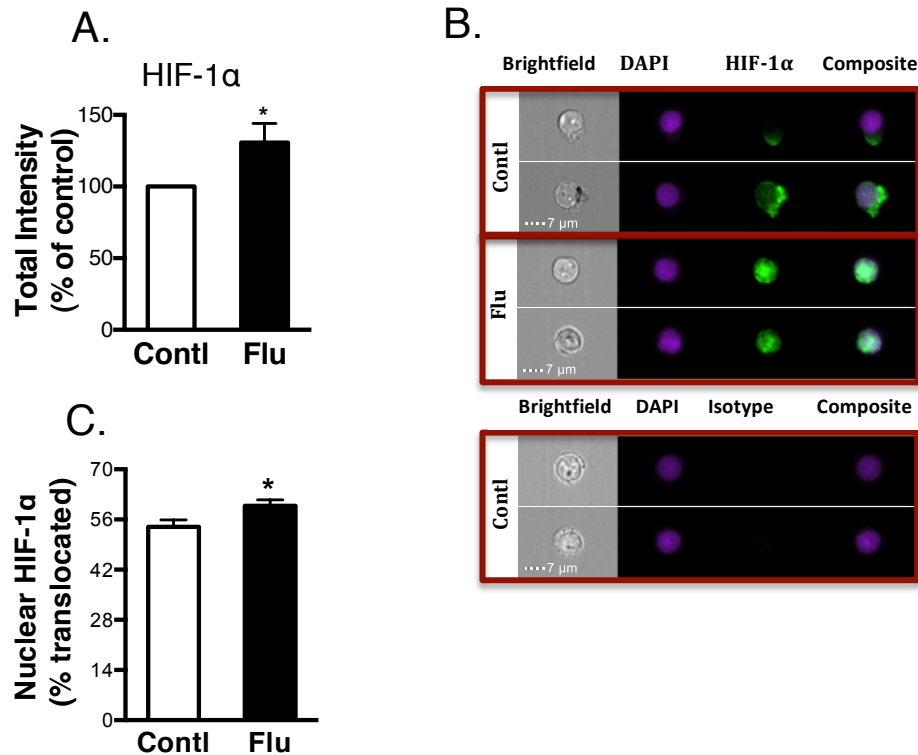 A.
HIF-1α
*
Total Intensity
(% of control)
150
100
50
0
Contl Flu
B.
Brightfield DAPI HIF-1α Composite
Contl
7 µm
Flu
7 µm
Brightfield DAPI Isotype Composite
Contl
7 µm
C.
*
Nuclear HIF-1α
(% translocated)
70
56
42
28
14
0
Contl Flu